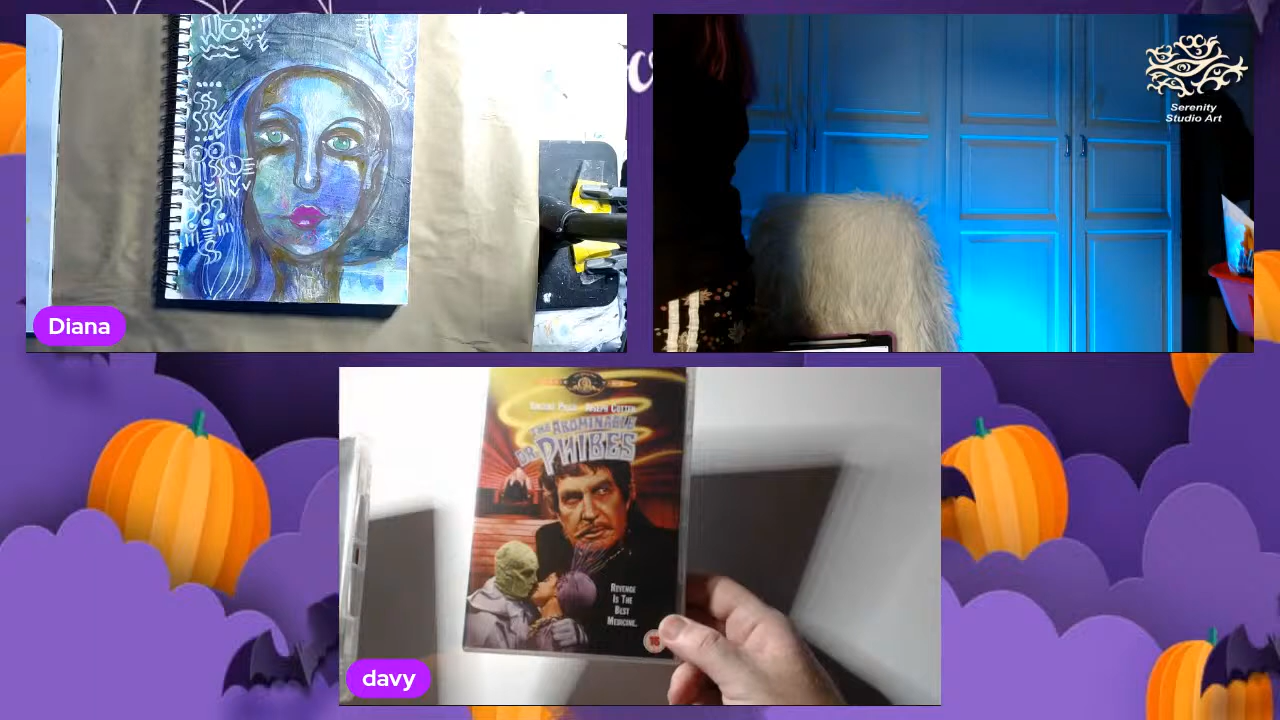 Diana
Serenity
Studio Art
VINCENT PRICE JOSEPH COTTEN
THE ABOMINABLE
DR PHIBES
REVENGE
IS THE
BEST
MEDICINE.
davy